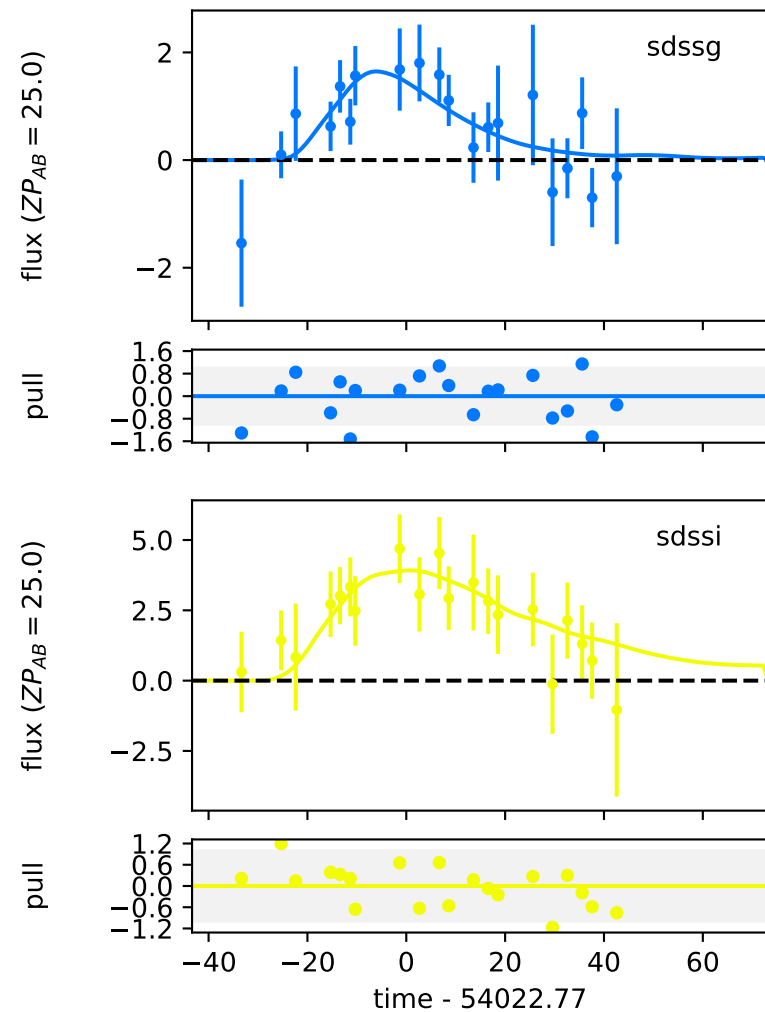 sdssg
flux (ZP_AB = 25.0)
2
0
−2
pull
1.6
0.8
0.0
−0.8
−1.6
sdssi
flux (ZP_AB = 25.0)
5.0
2.5
0.0
−2.5
pull
1.2
0.6
0.0
−0.6
−1.2
−40 −20 0 20 40 60
time - 54022.77